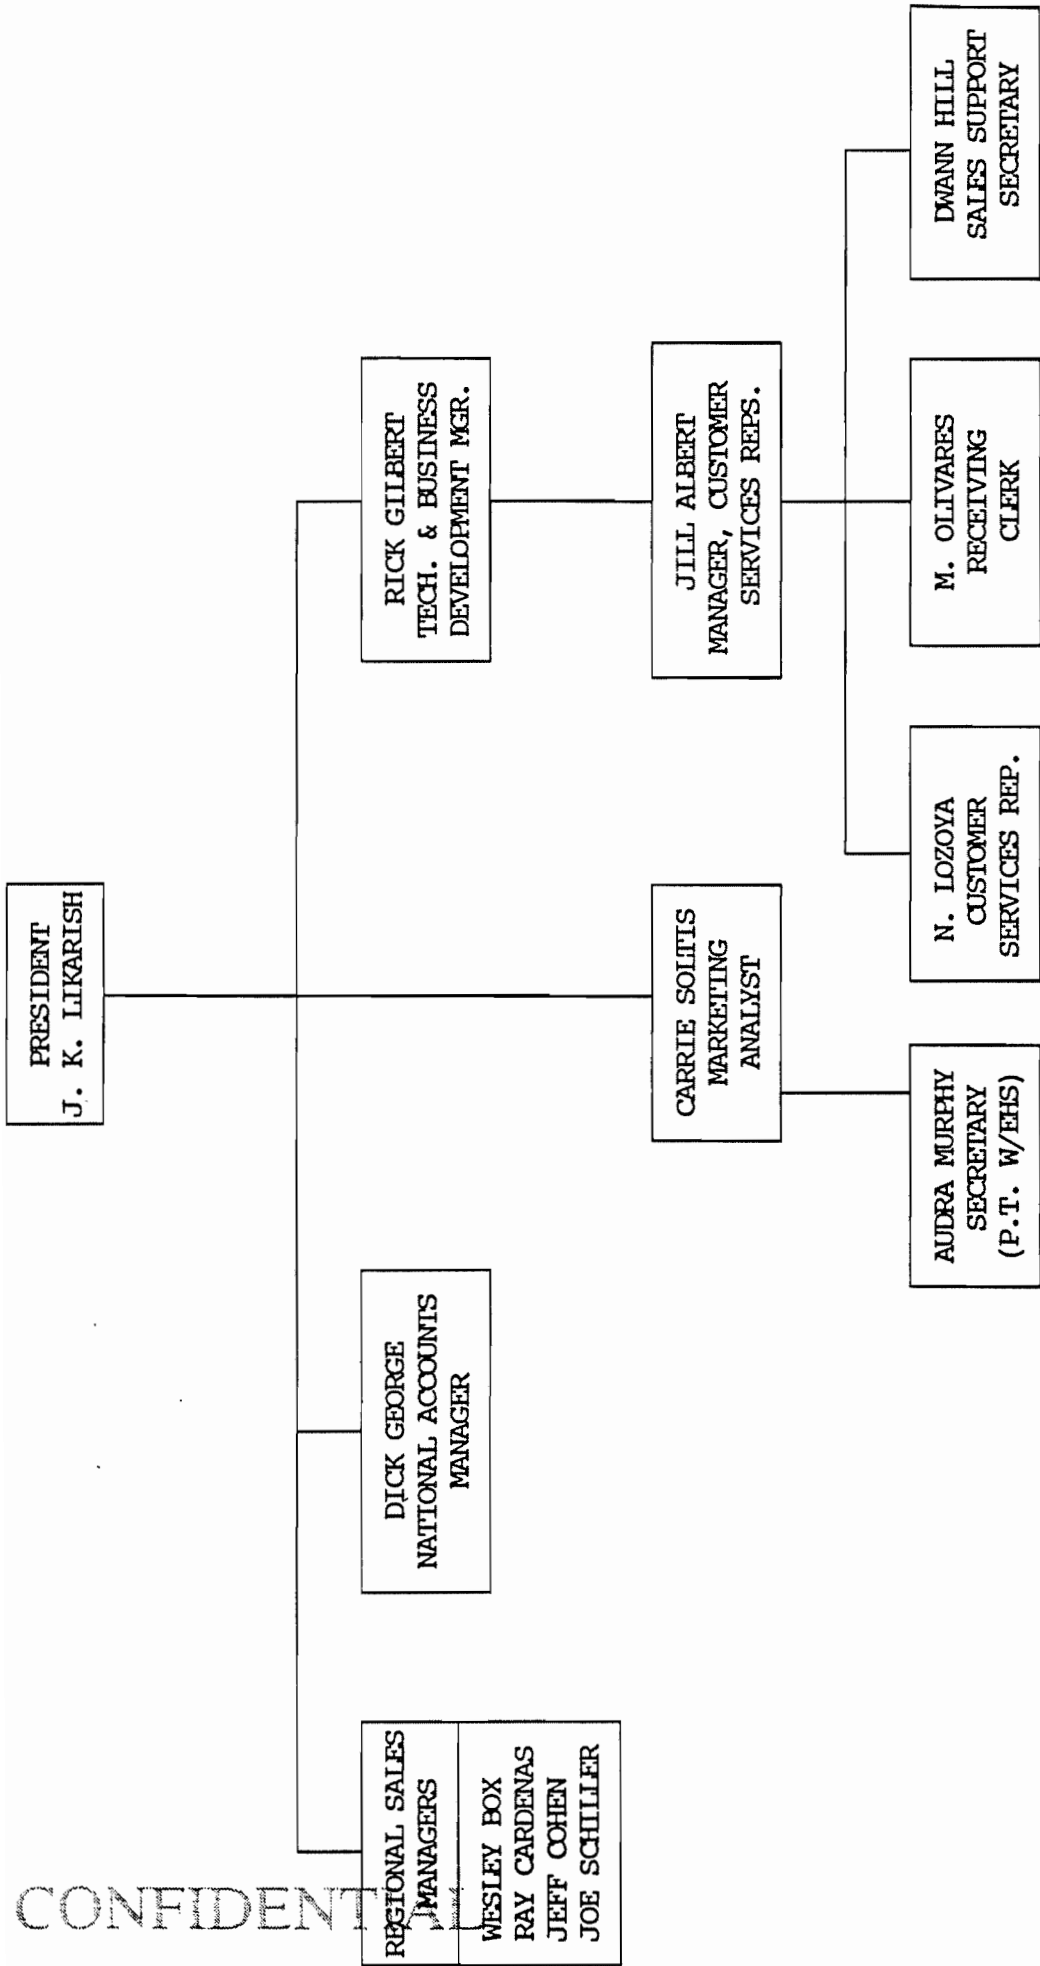 PRESIDENT
J. K. LIKARISH
REGIONAL SALES
MANAGERS
WESLEY BOX
RAY CARDENAS
JEFF COHEN
JOE SCHILLER
DICK GEORGE
NATIONAL ACCOUNTS
MANAGER
RICK GILBERT
TECH. & BUSINESS
DEVELOPMENT MGR.
CARRIE SOLTIS
MARKETING
ANALYST
JILL ALBERT
MANAGER, CUSTOMER
SERVICES REPS.
AUDRA MURPHY
SECRETARY
(P.T. W/EHS)
N. LOZOYA
CUSTOMER
SERVICES REP.
M. OLIVARES
RECEIVING
CLERK
DWANN HILL
SALES SUPPORT
SECRETARY
CONFIDENTIAL